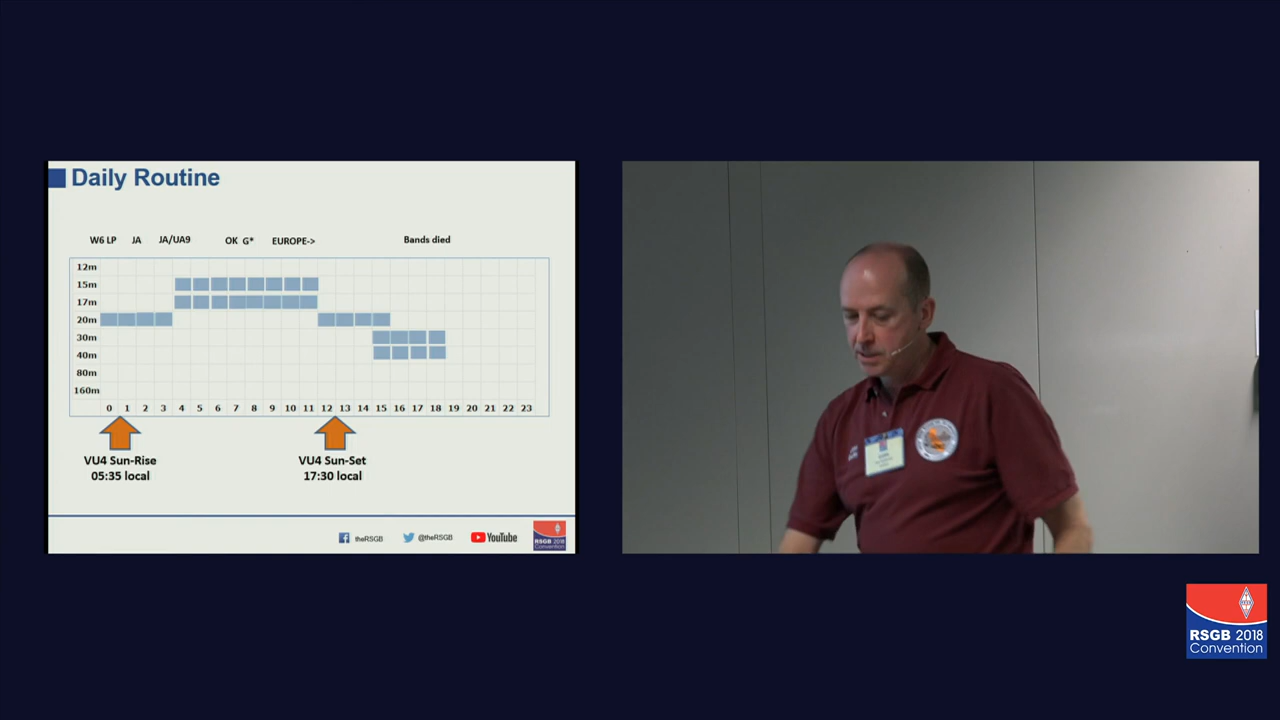 Daily Routine
W6 LP JA JA/UA9 OK G* EUROPE-> Bands died
12m
15m
17m
20m
30m
40m
80m
160m
0 1 2 3 4 5 6 7 8 9 10 11 12 13 14 15 16 17 18 19 20 21 22 23
VU4 Sun-Rise
05:35 local
VU4 Sun-Set
17:30 local
theRSGB @theRSGB YouTube
RSGB 2018
Convention
RSGB 2018
Convention